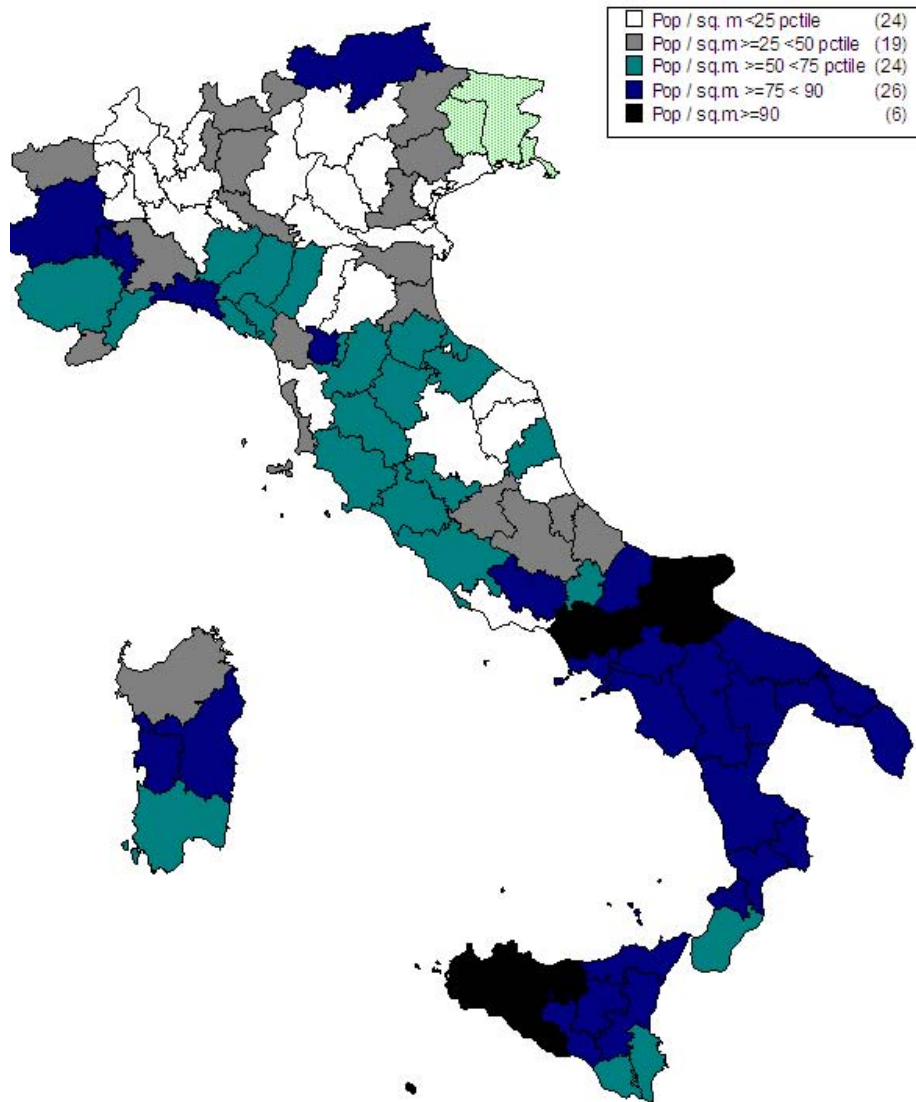 Pop / sq. m <25 pctile (24)
Pop / sq.m >=25 <50 pctile (19)
Pop / sq.m. >=50 <75 pctile (24)
Pop / sq.m. >=75 < 90 (26)
Pop / sq.m.>=90 (6)